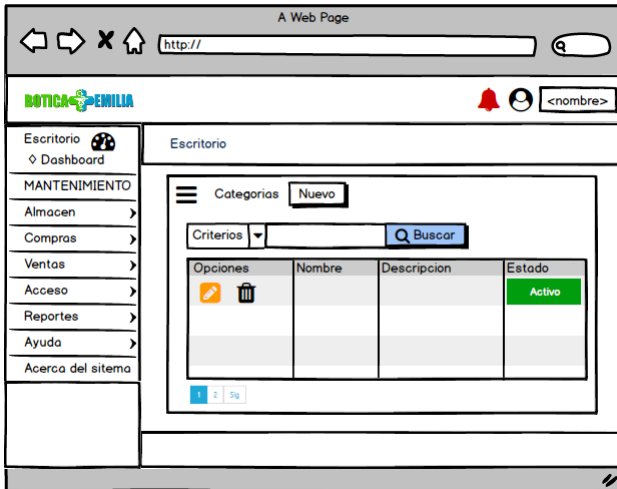 A Web Page
http://
BOTICA EMILIA
<nombre>
Escritorio
◇ Dashboard
MANTENIMIENTO
Almacen
Compras
Ventas
Acceso
Reportes
Ayuda
Acerca del sitema
Escritorio
Categorias Nuevo
Criterios Buscar
Opciones Nombre Descripcion Estado
Activo
1 2 Sig